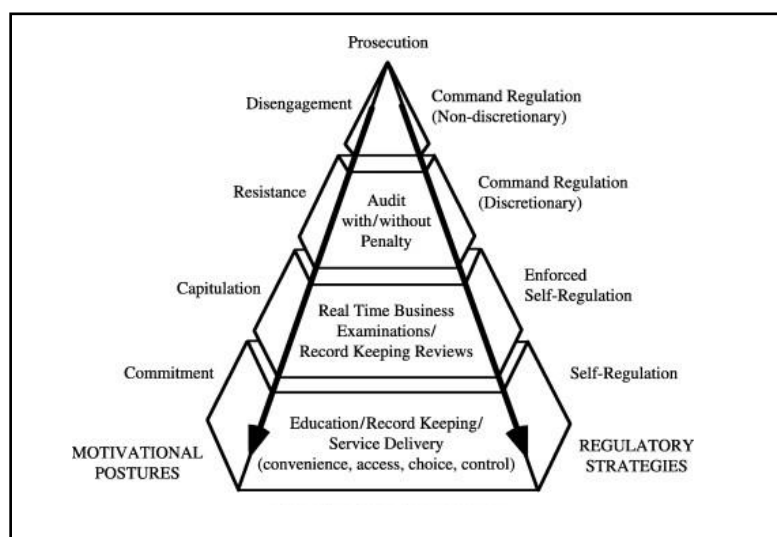 Prosecution
Disengagement
Command Regulation
(Non-discretionary)
Resistance
Audit
with/without
Penalty
Command Regulation
(Discretionary)
Capitulation
Real Time Business
Examinations/
Record Keeping Reviews
Enforced
Self-Regulation
Commitment
Education/Record Keeping/
Service Delivery
(convenience, access, choice, control)
Self-Regulation
MOTIVATIONAL
POSTURES
REGULATORY
STRATEGIES